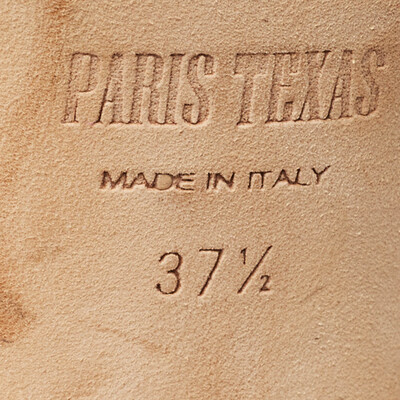 PARIS TEXAS
MADE IN ITALY
37½